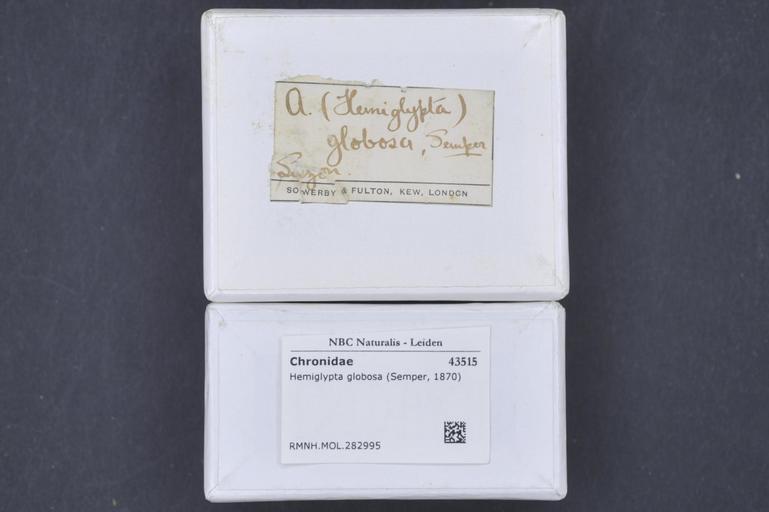 A. (Hemiglypta)
globosa, Semper
Luzon.
SOWERBY & FULTON, KEW, LONDON
NBC Naturalis - Leiden
Chronidae 43515
Hemiglypta globosa (Semper, 1870)
RMNH.MOL.282995